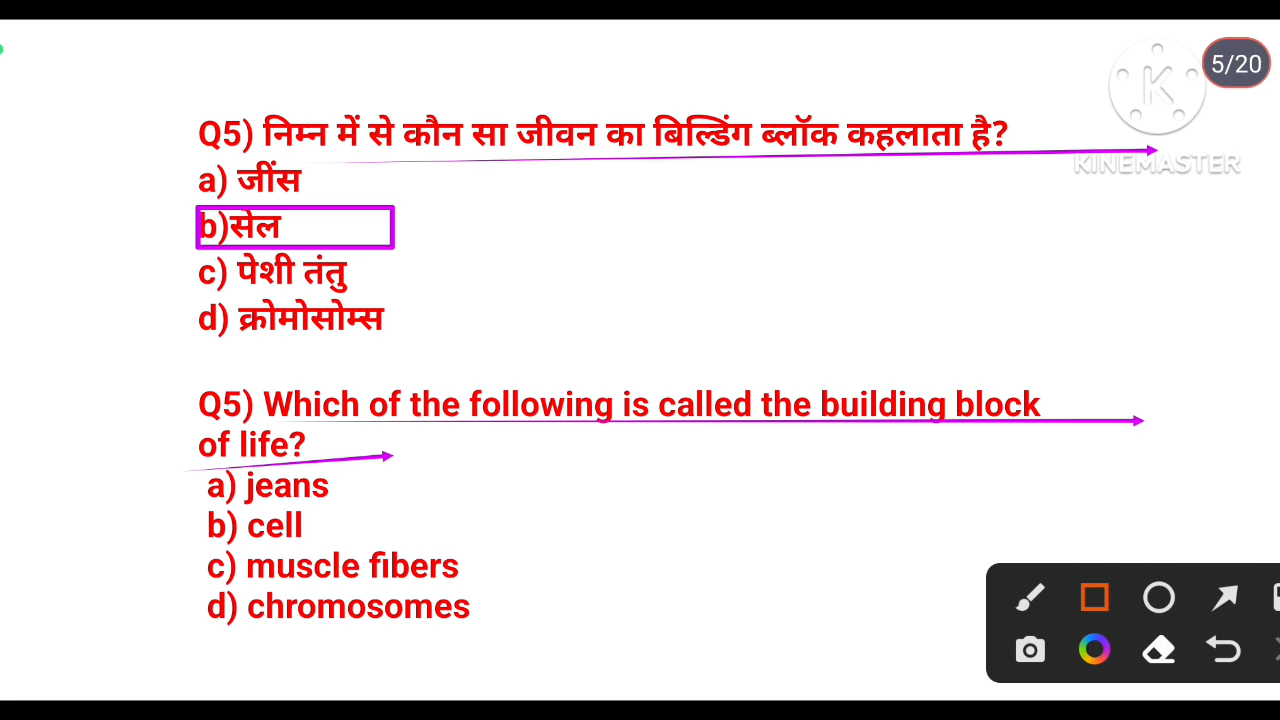 5/20
K
KINEMASTER
Q5) निम्न में से कौन सा जीवन का बिल्डिंग ब्लॉक कहलाता है?
a) जींस
b)सेल
c) पेशी तंतु
d) क्रोमोसोम्स
Q5) Which of the following is called the building block
of life?
a) jeans
b) cell
c) muscle fibers
d) chromosomes